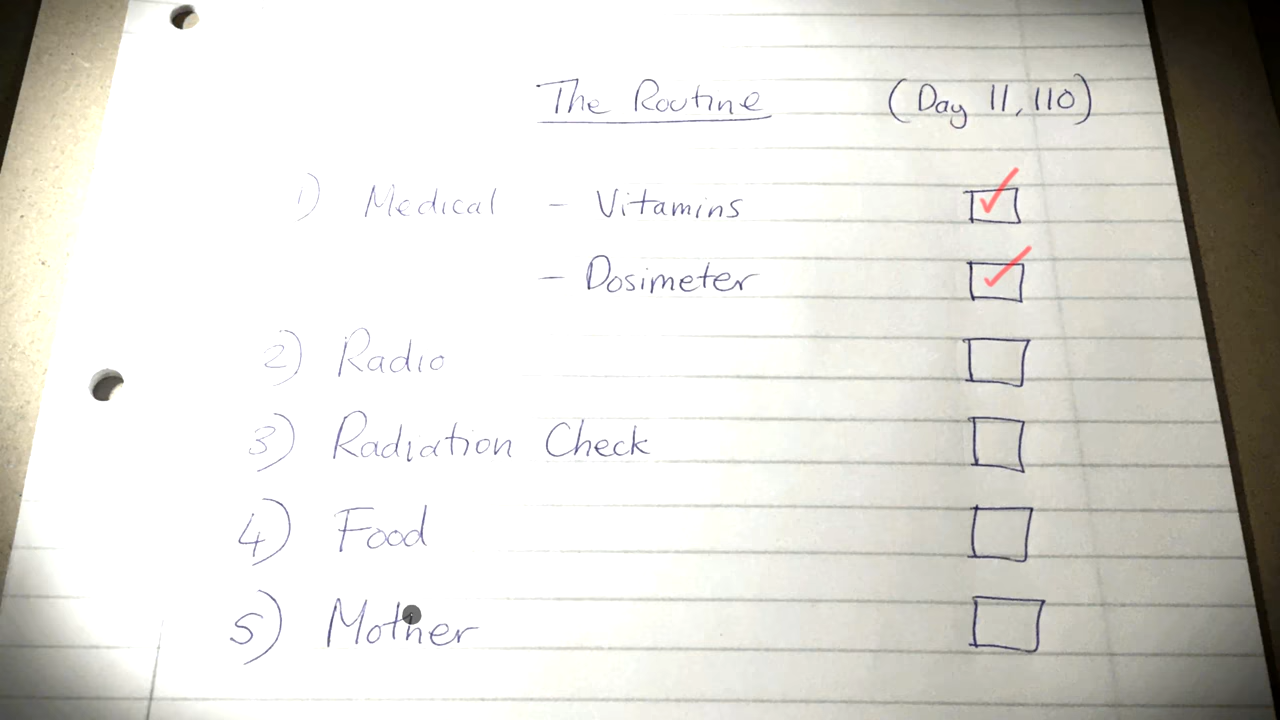 The Routine (Day 11,110)
1) Medical - Vitamins
- Dosimeter
2) Radio
3) Radiation Check
4) Food
5) Mother